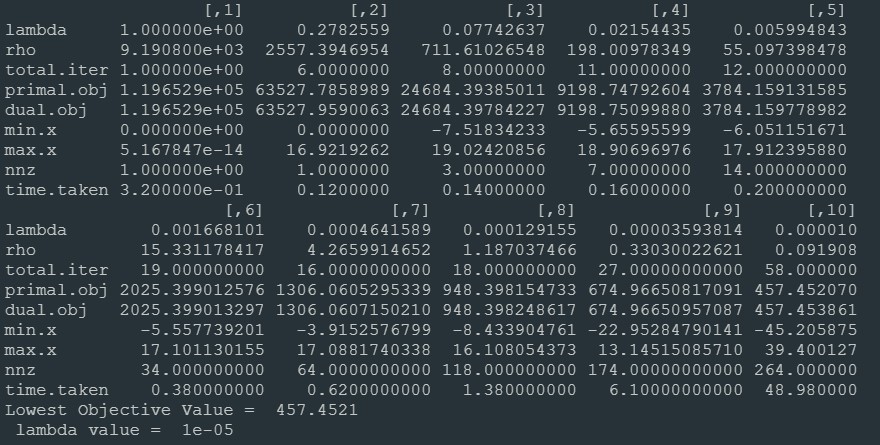 [,1] [,2] [,3] [,4] [,5]
lambda 1.000000e+00 0.2782559 0.07742637 0.02154435 0.005994843
rho 9.190800e+03 2557.3946954 711.61026548 198.00978349 55.097398478
total.iter 1.000000e+00 6.0000000 8.00000000 11.00000000 12.000000000
primal.obj 1.196529e+05 63527.7858989 24684.39385011 9198.74792604 3784.159131585
dual.obj 1.196529e+05 63527.9590063 24684.39784227 9198.75099880 3784.159778982
min.x 0.000000e+00 0.0000000 -7.51834233 -5.65595599 -6.051151671
max.x 5.167847e-14 16.9219262 19.02420856 18.90696976 17.912395880
nnz 1.000000e+00 1.0000000 3.00000000 7.00000000 14.000000000
time.taken 3.200000e-01 0.1200000 0.14000000 0.16000000 0.200000000
[,6] [,7] [,8] [,9] [,10]
lambda 0.001668101 0.0004641589 0.000129155 0.00003593814 0.000010
rho 15.331178417 4.2659914652 1.187037466 0.33030022621 0.091908
total.iter 19.000000000 16.0000000000 18.000000000 27.00000000000 58.000000
primal.obj 2025.399012576 1306.0605295339 948.398154733 674.96650817091 457.452070
dual.obj 2025.399013297 1306.0607150210 948.398248617 674.96650957087 457.453861
min.x -5.557739201 -3.9152576799 -8.433904761 -22.95284790141 -45.205875
max.x 17.101130155 17.0881740338 16.108054373 13.14515085710 39.400127
nnz 34.000000000 64.0000000000 118.000000000 174.00000000000 264.000000
time.taken 0.380000000 0.6200000000 1.380000000 6.10000000000 48.980000
Lowest Objective Value =  457.4521
lambda value =  1e-05